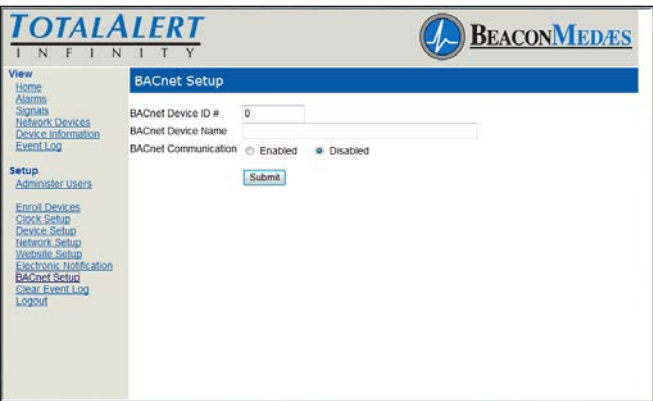 TOTALALERT
INFINITY
BEACONMEDÆS
View
Home
Alarms
Signals
Network Devices
Device Information
Event Log
Setup
Administer Users
Enroll Devices
Clock Setup
Device Setup
Network Setup
Website Setup
Electronic Notification
BACnet Setup
Clear Event Log
Logout
BACnet Setup
BACnet Device ID # 0
BACnet Device Name
BACnet Communication Enabled Disabled
Submit